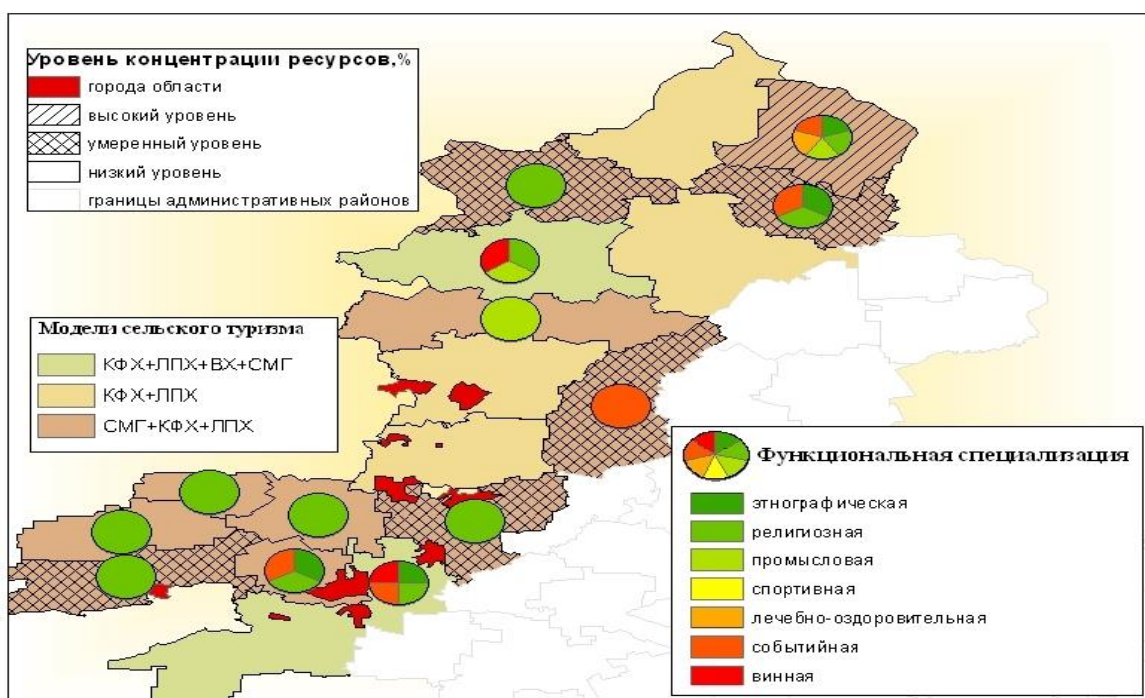 Уровень концентрации ресурсов,%
города области
высокий уровень
умеренный уровень
низкий уровень
границы административных районов
Модели сельского туризма
КФХ+ЛПХ+ВХ+СМГ
КФХ+ЛПХ
СМГ+КФХ+ЛПХ
Функциональная специализация
этнографическая
религиозная
промысловая
спортивная
лечебно-оздоровительная
событийная
винная